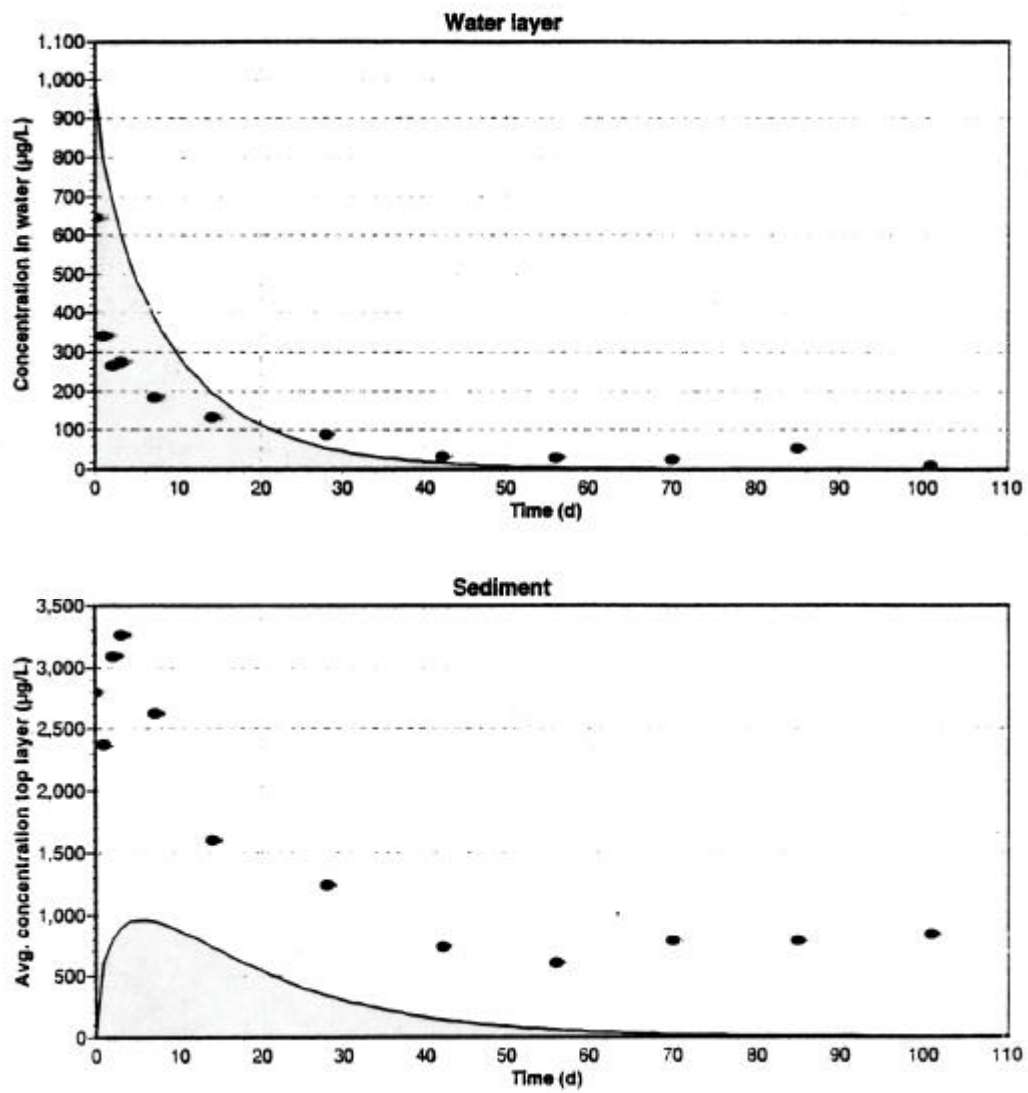 Water layer
1.100
1,000
900
800
700
600
500
400
300
200
100
0
Concentration in water (µg/L)
0 10 20 30 40 50 60 70 80 90 100 110
Time (d)
Sediment
3,500
3,000
2,500
2,000
1,500
1,000
500
0
Avg. concentration top layer (µg/L)
0 10 20 30 40 50 60 70 80 90 100 110
Time (d)